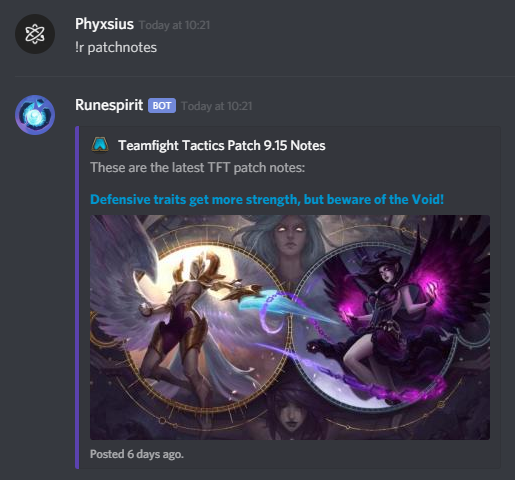 Phyxsius Today at 10:21
!r patchnotes
Runespirit BOT Today at 10:21
Teamfight Tactics Patch 9.15 Notes
These are the latest TFT patch notes:
Defensive traits get more strength, but beware of the Void!
Posted 6 days ago.